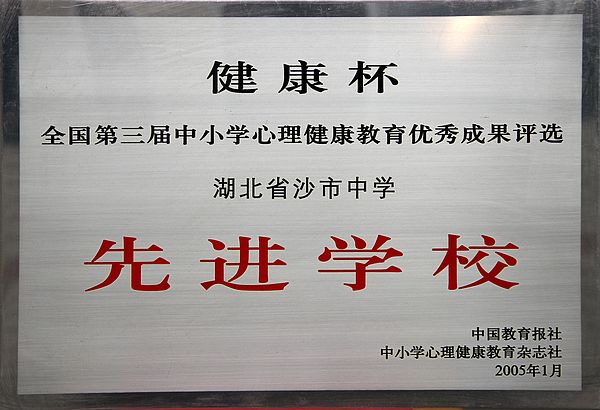 健康杯
全国第三届中小学心理健康教育优秀成果评选
湖北省沙市中学
先进学校
中国教育报社
中小学心理健康教育杂志社
2005年1月